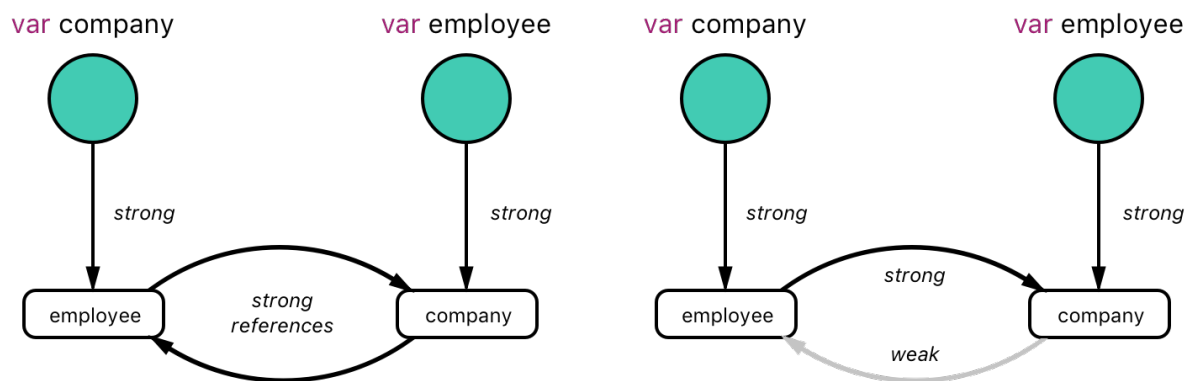 var company
var employee
strong
strong
employee
strong
references
company
var company
var employee
strong
strong
employee
strong
company
weak